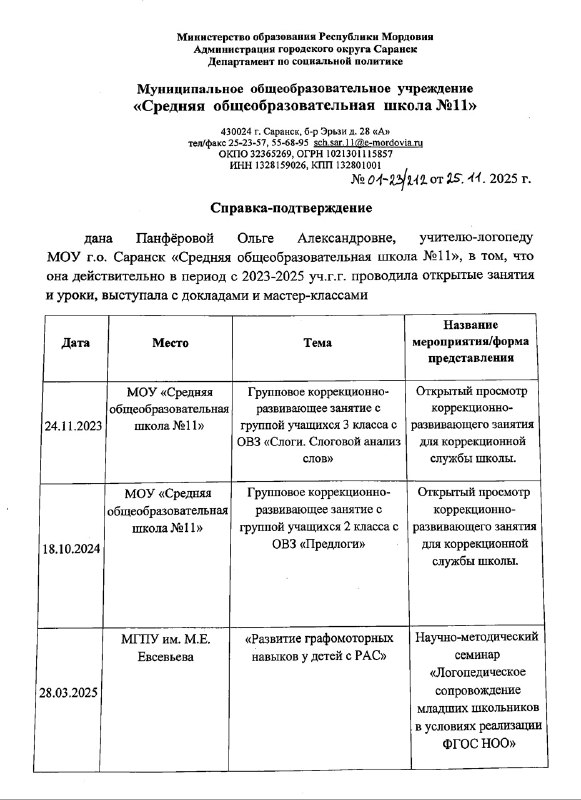 Министерство образования Республики Мордовия
Администрация городского округа Саранск
Департамент по социальной политике
Муниципальное общеобразовательное учреждение
«Средняя общеобразовательная школа №11»
430024 г. Саранск, б-р Эрьзи д. 28 «А»
тел/факс 25-23-57, 55-68-95 sch.sar.11@e-mordovia.ru
ОКПО 32365269, ОГРН 1021301115857
ИНН 1328159026, КПП 132801001
№ 01-23/212 от 25. 11. 2025 г.
Справка-подтверждение
дана Панфёровой Ольге Александровне, учителю-логопеду
МОУ г.о. Саранск «Средняя общеобразовательная школа №11», в том, что
она действительно в период с 2023-2025 уч.г.г. проводила открытые занятия
и уроки, выступала с докладами и мастер-классами
Дата
Место
Тема
Название
мероприятия/форма
представления
24.11.2023
МОУ «Средняя
общеобразовательная
школа №11»
Групповое коррекционно-
развивающее занятие с
группой учащихся 3 класса с
ОВЗ «Слоги. Слоговой анализ
слов»
Открытый просмотр
коррекционно-
развивающего занятия
для коррекционной
службы школы.
18.10.2024
МОУ «Средняя
общеобразовательная
школа №11»
Групповое коррекционно-
развивающее занятие с
группой учащихся 2 класса с
ОВЗ «Предлоги»
Открытый просмотр
коррекционно-
развивающего занятия
для коррекционной
службы школы.
28.03.2025
МГПУ им. М.Е.
Евсевьева
«Развитие графомоторных
навыков у детей с РАС»
Научно-методический
семинар
«Логопедическое
сопровождение
младших школьников
в условиях реализации
ФГОС НОО»